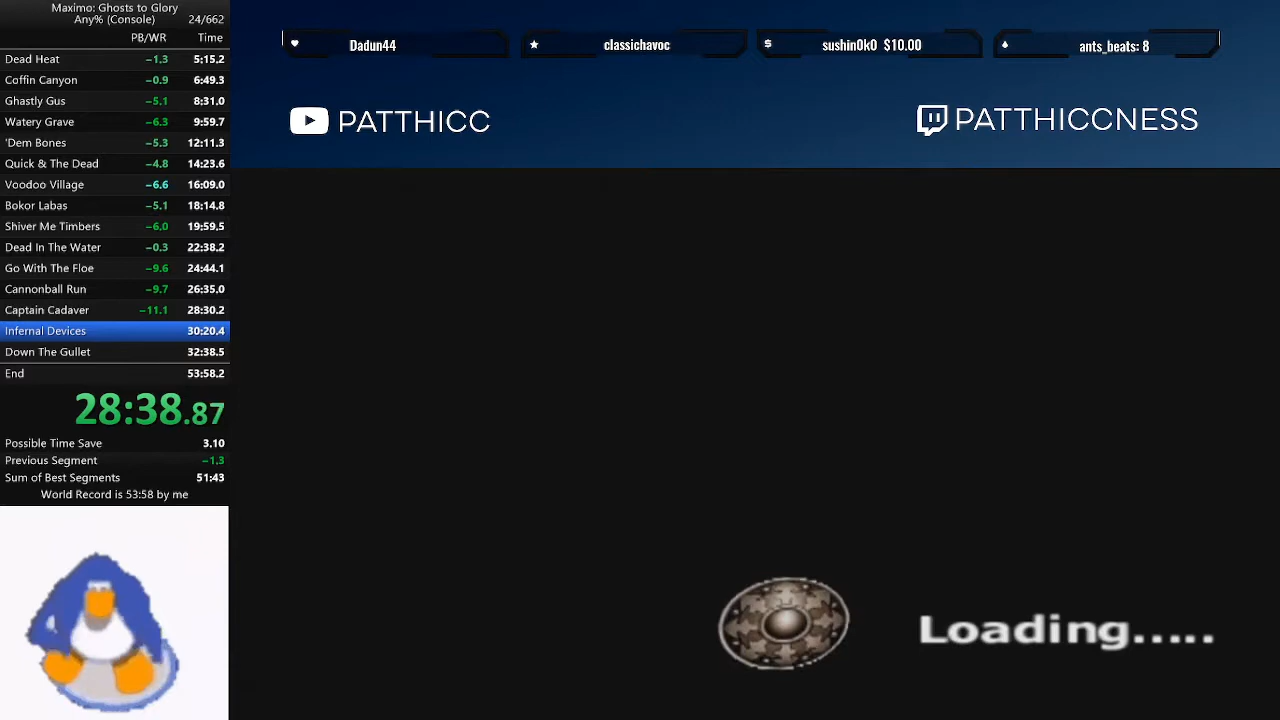 Maximo: Ghosts to Glory
Any% (Console) 24/662
PB/WR Time
Dead Heat −1.3 5:15.2
Coffin Canyon −0.9 6:49.3
Ghastly Gus −5.1 8:31.0
Watery Grave −6.3 9:59.7
'Dem Bones −5.3 12:11.3
Quick & The Dead −4.8 14:23.6
Voodoo Village −6.6 16:09.0
Bokor Labas −5.1 18:14.8
Shiver Me Timbers −6.0 19:59.5
Dead In The Water −0.3 22:38.2
Go With The Floe −9.6 24:44.1
Cannonball Run −9.7 26:35.0
Captain Cadaver −11.1 28:30.2
Infernal Devices 30:20.4
Down The Gullet 32:38.5
End 53:58.2
28:38.87
Possible Time Save 3.10
Previous Segment −1.3
Sum of Best Segments 51:43
World Record is 53:58 by me
Dadun44
classichavoc
sushin0k0 $10.00
ants_beats: 8
PATTHICC
PATTHICCNESS
Loading.....